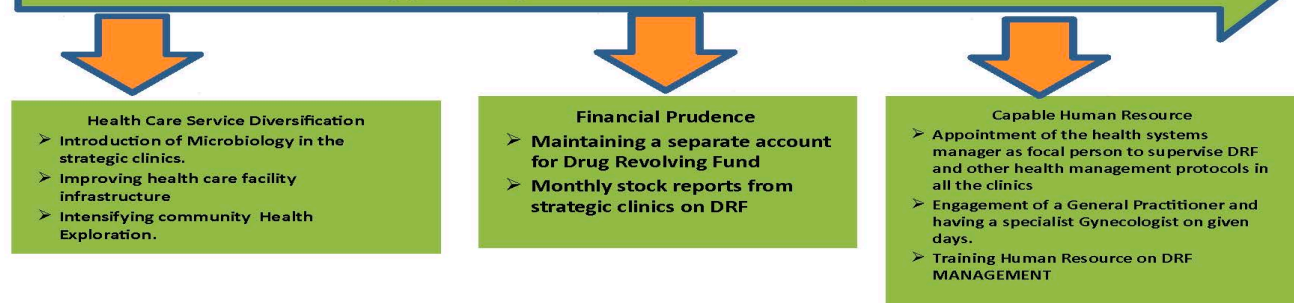 Health Care Service Diversification
➢ Introduction of Microbiology in the
strategic clinics.
➢ Improving health care facility
infrastructure
➢ Intensifying community Health
Exploration.
Financial Prudence
➢ Maintaining a separate account
for Drug Revolving Fund
➢ Monthly stock reports from
strategic clinics on DRF
Capable Human Resource
➢ Appointment of the health systems
manager as focal person to supervise DRF
and other health management protocols in
all the clinics
➢ Engagement of a General Practitioner and
having a specialist Gynecologist on given
days.
➢ Training Human Resource on DRF
MANAGEMENT